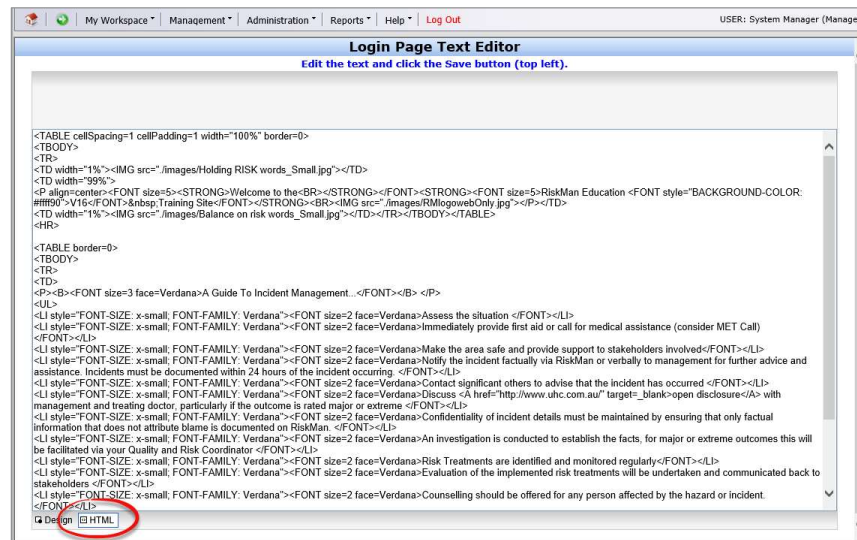 My Workspace Management Administration Reports Help Log Out USER: System Manager (Manage
Login Page Text Editor
Edit the text and click the Save button (top left).
<TABLE cellSpacing=1 cellPadding=1 width="100%" border=0>
<TBODY>
<TR>
<TD width="1%"><IMG src="./images/Holding RISK words_Small.jpg"></TD>
<TD width="99%">
<P align=center><FONT size=5><STRONG>Welcome to the<BR></STRONG></FONT><STRONG><FONT size=5>RiskMan Education <FONT style="BACKGROUND-COLOR:
#ffff90">V16</FONT>&nbsp;Training Site</FONT></STRONG><BR><IMG src="./images/RMlogowebOnly.jpg"></P></TD>
<TD width="1%"><IMG src="./images/Balance on risk words_Small.jpg"></TD></TR></TBODY></TABLE>
<HR>
<TABLE border=0>
<TBODY>
<TR>
<TD>
<P><B><FONT size=3 face=Verdana>A Guide To Incident Management...</FONT></B> </P>
<UL>
<LI style="FONT-SIZE: x-small; FONT-FAMILY: Verdana"><FONT size=2 face=Verdana>Assess the situation </FONT></LI>
<LI style="FONT-SIZE: x-small; FONT-FAMILY: Verdana"><FONT size=2 face=Verdana>Immediately provide first aid or call for medical assistance (consider MET Call)
</FONT></LI>
<LI style="FONT-SIZE: x-small; FONT-FAMILY: Verdana"><FONT size=2 face=Verdana>Make the area safe and provide support to stakeholders involved</FONT></LI>
<LI style="FONT-SIZE: x-small; FONT-FAMILY: Verdana"><FONT size=2 face=Verdana>Notify the incident factually via RiskMan or verbally to management for further advice and
assistance. Incidents must be documented within 24 hours of the incident occurring. </FONT></LI>
<LI style="FONT-SIZE: x-small; FONT-FAMILY: Verdana"><FONT size=2 face=Verdana>Contact significant others to advise that the incident has occurred </FONT></LI>
<LI style="FONT-SIZE: x-small; FONT-FAMILY: Verdana"><FONT size=2 face=Verdana>Discuss <A href="http://www.uhc.com.au/" target=_blank>open disclosure</A> with
management and treating doctor, particularly if the outcome is rated major or extreme </FONT></LI>
<LI style="FONT-SIZE: x-small; FONT-FAMILY: Verdana"><FONT size=2 face=Verdana>Confidentiality of incident details must be maintained by ensuring that only factual
information that does not attribute blame is documented on RiskMan. </FONT></LI>
<LI style="FONT-SIZE: x-small; FONT-FAMILY: Verdana"><FONT size=2 face=Verdana>An investigation is conducted to establish the facts, for major or extreme outcomes this will
be facilitated via your Quality and Risk Coordinator </FONT></LI>
<LI style="FONT-SIZE: x-small; FONT-FAMILY: Verdana"><FONT size=2 face=Verdana>Risk Treatments are identified and monitored regularly</FONT></LI>
<LI style="FONT-SIZE: x-small; FONT-FAMILY: Verdana"><FONT size=2 face=Verdana>Evaluation of the implemented risk treatments will be undertaken and communicated back to
stakeholders </FONT></LI>
<LI style="FONT-SIZE: x-small; FONT-FAMILY: Verdana"><FONT size=2 face=Verdana>Counselling should be offered for any person affected by the hazard or incident.
</FONT></LI>
Design HTML